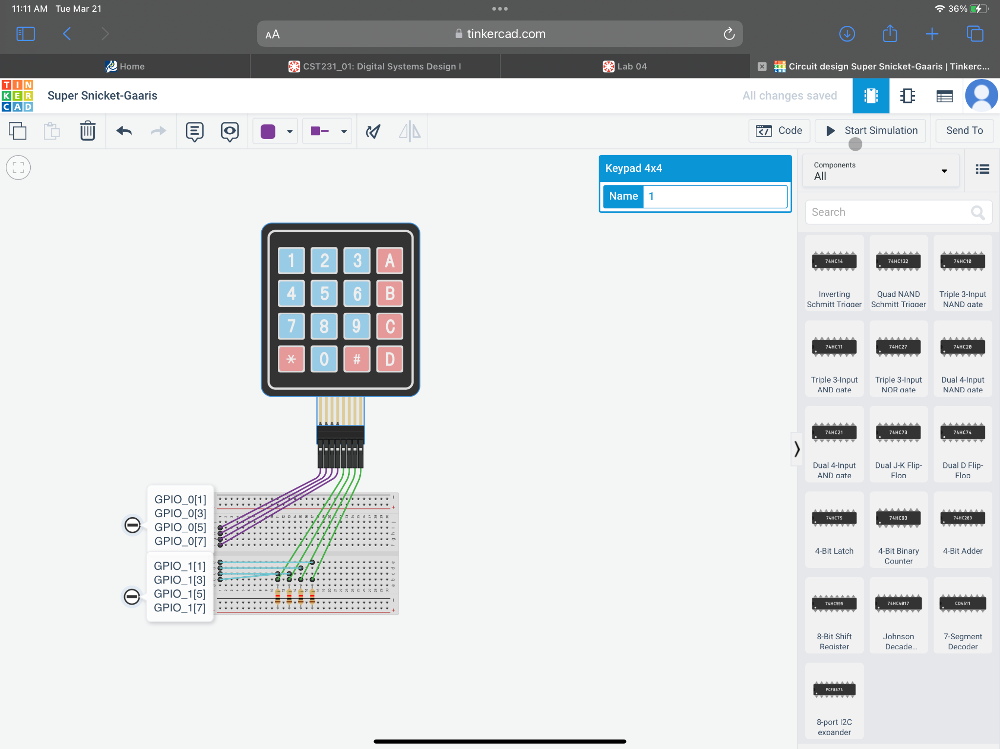 11:11 AM Tue Mar 21
36%
AA
tinkercad.com
Home
CST231_01: Digital Systems Design I
Lab 04
Circuit design Super Snicket-Gaaris | Tinkerc...
TIN
KER
CAD
Super Snicket-Gaaris
All changes saved
Code
Start Simulation
Send To
Keypad 4x4
Name 1
Components
All
Search
1 2 3 A
4 5 6 B
7 8 9 C
* 0 # D
GPIO_0[1]
GPIO_0[3]
GPIO_0[5]
GPIO_0[7]
GPIO_1[1]
GPIO_1[3]
GPIO_1[5]
GPIO_1[7]
74HC14
Inverting
Schmitt Trigger
74HC132
Quad NAND
Schmitt Trigger
74HC10
Triple 3-Input
NAND gate
74HC11
Triple 3-Input
AND gate
74HC27
Triple 3-Input
NOR gate
74HC20
Dual 4-Input
NAND gate
74HC21
Dual 4-Input
AND gate
74HC73
Dual J-K Flip-
Flop
74HC74
Dual D Flip-
Flop
74HC75
4-Bit Latch
74HC93
4-Bit Binary
Counter
74HC283
4-Bit Adder
74HC595
8-Bit Shift
Register
74HC4017
Johnson
Decade...
CD4511
7-Segment
Decoder
PCF8574
8-port I2C
expander